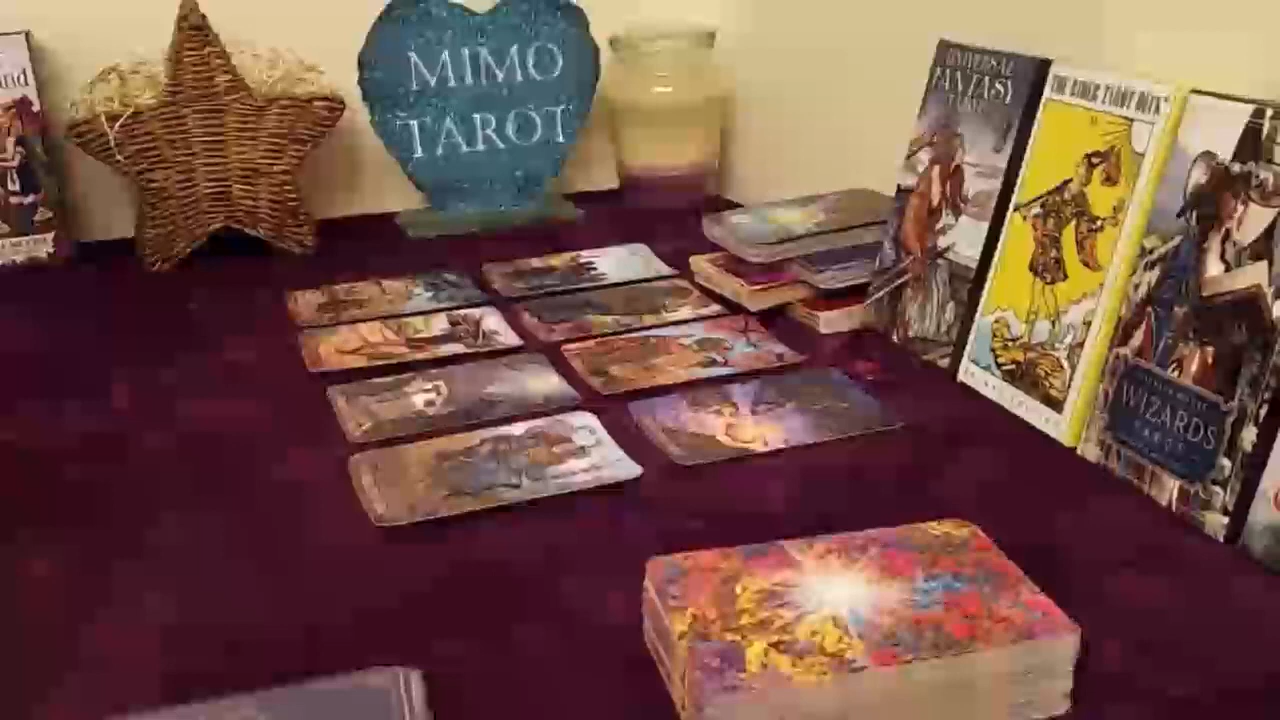 MIMO
TAROT
UNIVERSAL
FANTASY
TAROT
THE RIDER TAROT DECK
WIZARDS
TAROT